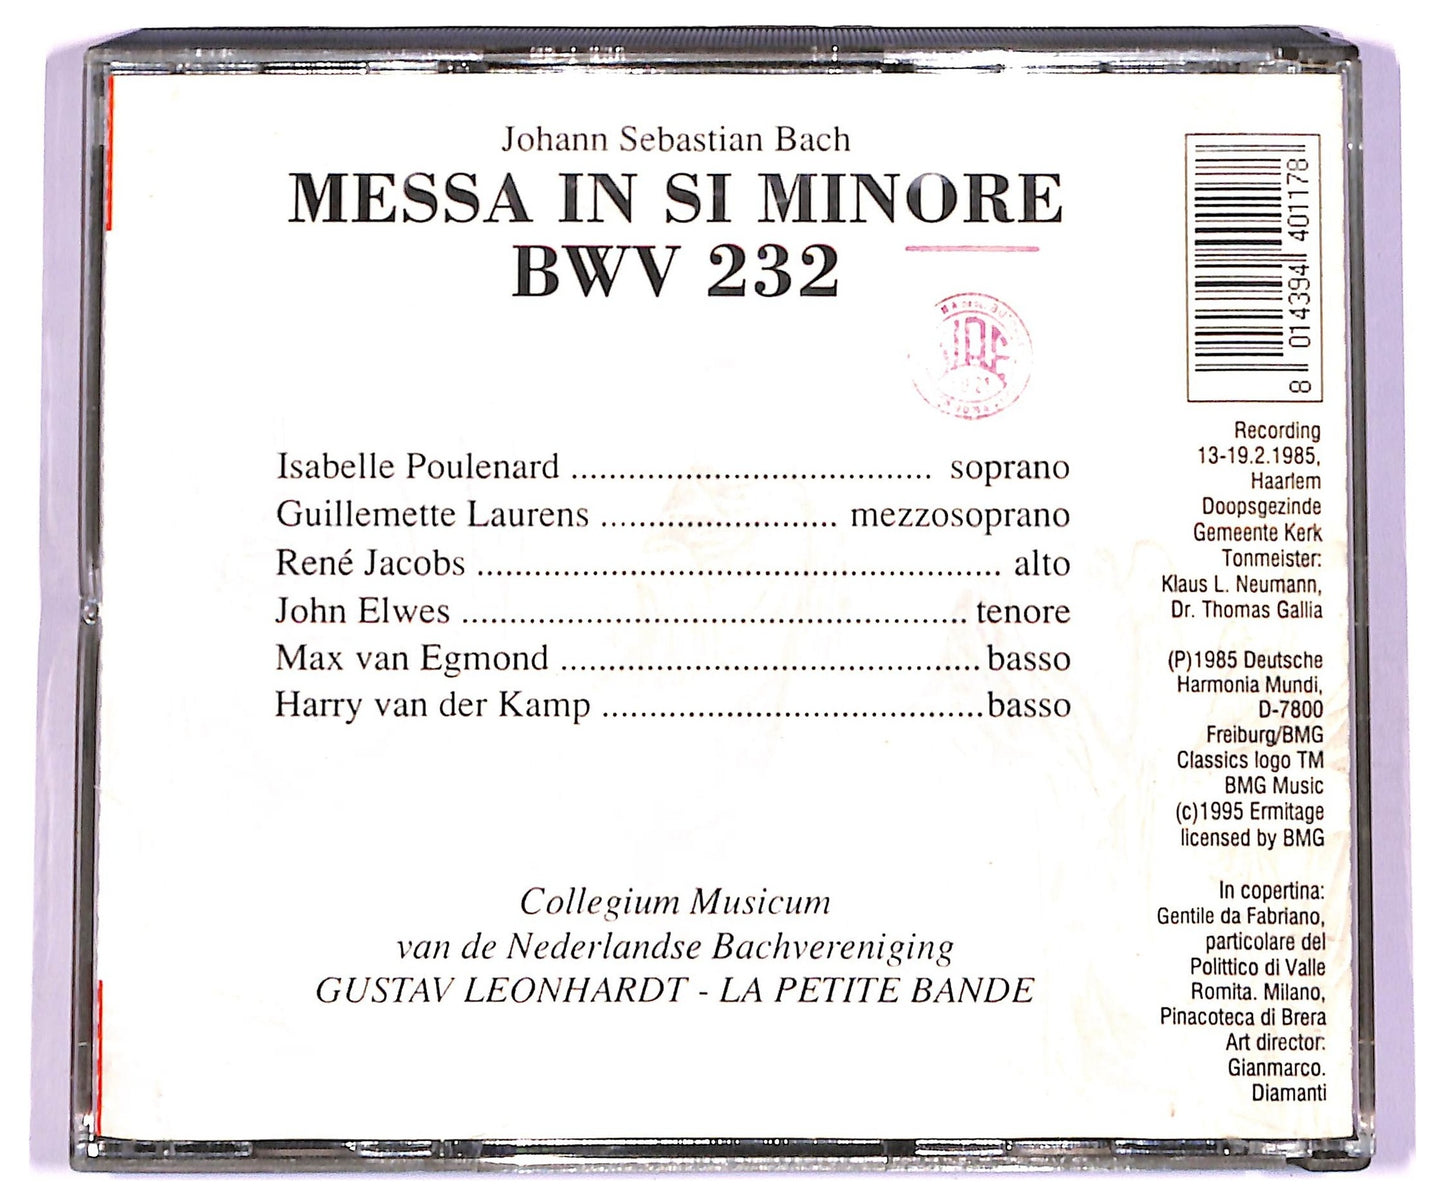 Johann Sebastian Bach
MESSA IN SI MINORE
BWV 232
Isabelle Poulenard ..................................... soprano
Guillemette Laurens ........................ mezzosoprano
René Jacobs ...................................................... alto
John Elwes .................................................... tenore
Max van Egmond ...........................................basso
Harry van der Kamp .......................................basso
Collegium Musicum
van de Nederlandse Bachvereniging
GUSTAV LEONHARDT - LA PETITE BANDE
8 014394 401178
Recording
13-19.2.1985,
Haarlem
Doopsgezinde
Gemeente Kerk
Tonmeister:
Klaus L. Neumann,
Dr. Thomas Gallia
(P)1985 Deutsche
Harmonia Mundi,
D-7800
Freiburg/BMG
Classics logo TM
BMG Music
(c)1995 Ermitage
licensed by BMG
In copertina:
Gentile da Fabriano,
particolare del
Polittico di Valle
Romita. Milano,
Pinacoteca di Brera
Art director:
Gianmarco.
Diamanti